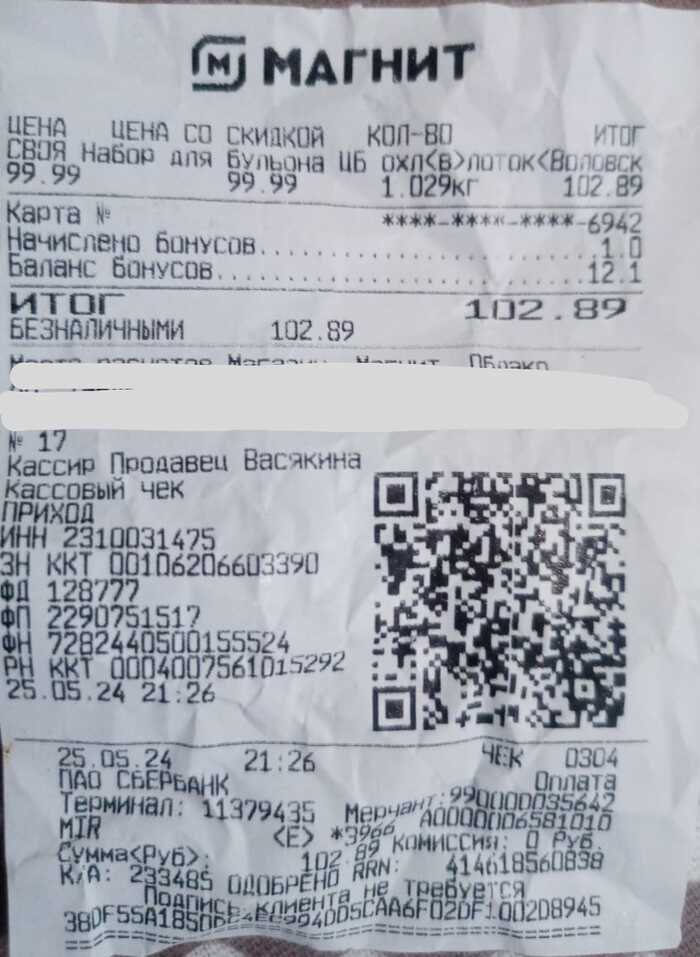 МАГНИТ
ЦЕНА ЦЕНА СО СКИДКОЙ КОЛ-ВО ИТОГ
СВОЯ Набор для бульона ЦБ охл<в>лоток<Воловск
99.99 99.99 1.029кг 102.89
Карта № ****-****-****-6942
Начислено бонусов..........................1.0
Баланс бонусов............................12.1
ИТОГ 102.89
БЕЗНАЛИЧНЫМИ 102.89
Магнит Облако
№ 17
Кассир Продавец Васякина
Кассовый чек
ПРИХОД
ИНН 2310031475
ЗН ККТ 00106206603390
ФД 128777
ФП 2290751517
ФН 7282440500155524
РН ККТ 0004007561015292
25.05.24 21:26
25.05.24 21:26 ЧЕК 0304
ПАО СБЕРБАНК Оплата
Терминал: 11379435 Мерчант:990000035642
MIR <E> *3966 A0000006581010
Сумма<Руб>: 102.89 Комиссия: 0 Руб.
К/А: 233485 ОДОБРЕНО RRN: 414618560838
Подпись клиента не требуется